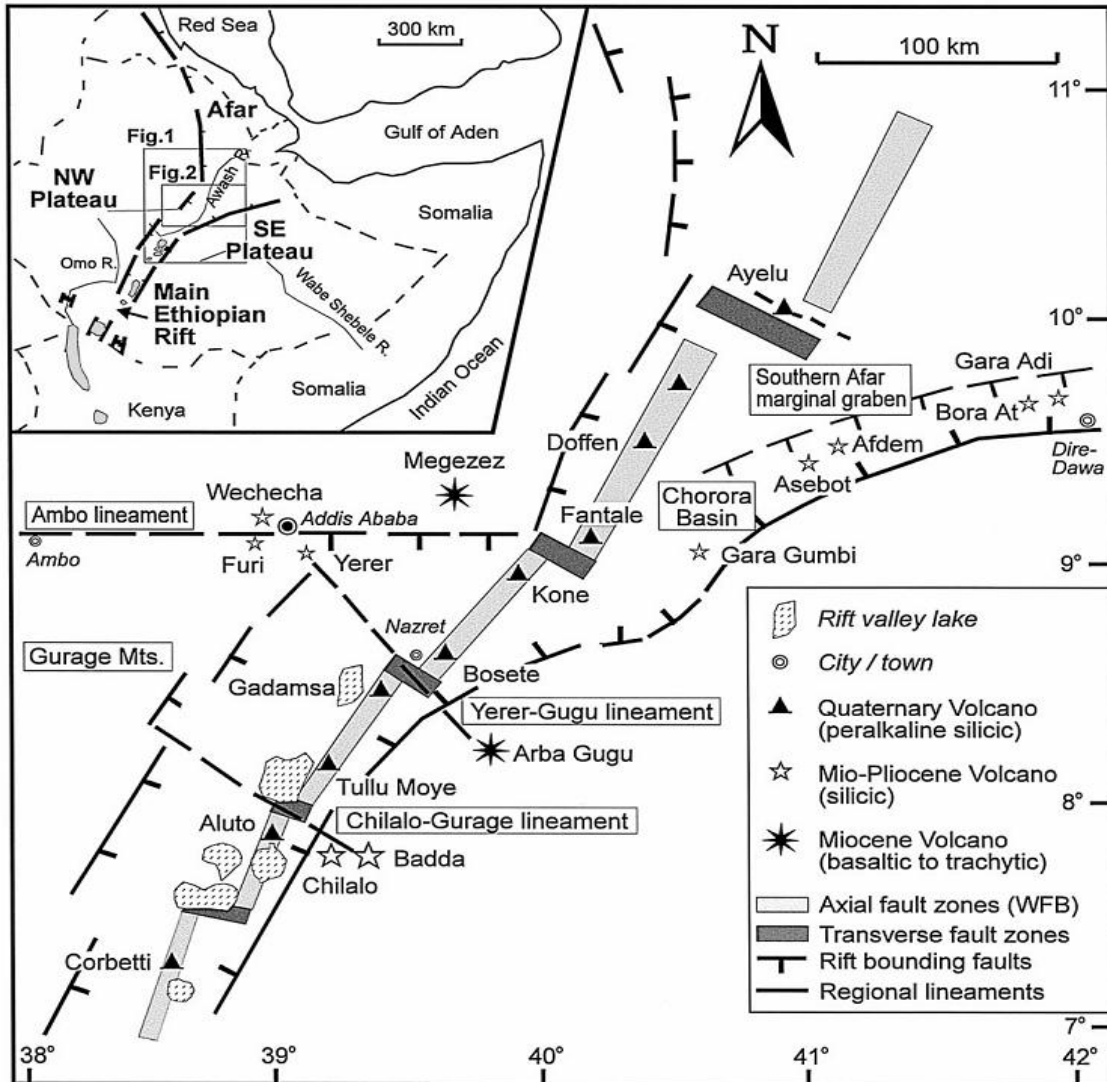 Red Sea
300 km
Afar
Gulf of Aden
Fig.1
Fig.2
Awash R.
NW
Plateau
Somalia
SE
Plateau
Omo R.
Wabe Shebele R.
Main
Ethiopian
Rift
Indian Ocean
Somalia
Kenya
N
100 km
11°
Ayelu
10°
Southern Afar
marginal graben
Gara Adi
Bora At
Dire-
Dawa
Doffen
Afdem
Asebot
Megezez
Wechecha
Chorora
Basin
Ambo lineament
Addis Ababa
Fantale
Ambo
Furi
Yerer
Gara Gumbi
9°
Kone
Nazret
Gurage Mts.
Gadamsa
Bosete
Yerer-Gugu lineament
Arba Gugu
Tullu Moye
8°
Aluto
Chilalo-Gurage lineament
Badda
Chilalo
Corbetti
Rift valley lake
City / town
Quaternary Volcano
(peralkaline silicic)
Mio-Pliocene Volcano
(silicic)
Miocene Volcano
(basaltic to trachytic)
Axial fault zones (WFB)
Transverse fault zones
Rift bounding faults
Regional lineaments
7°
38°
39°
40°
41°
42°